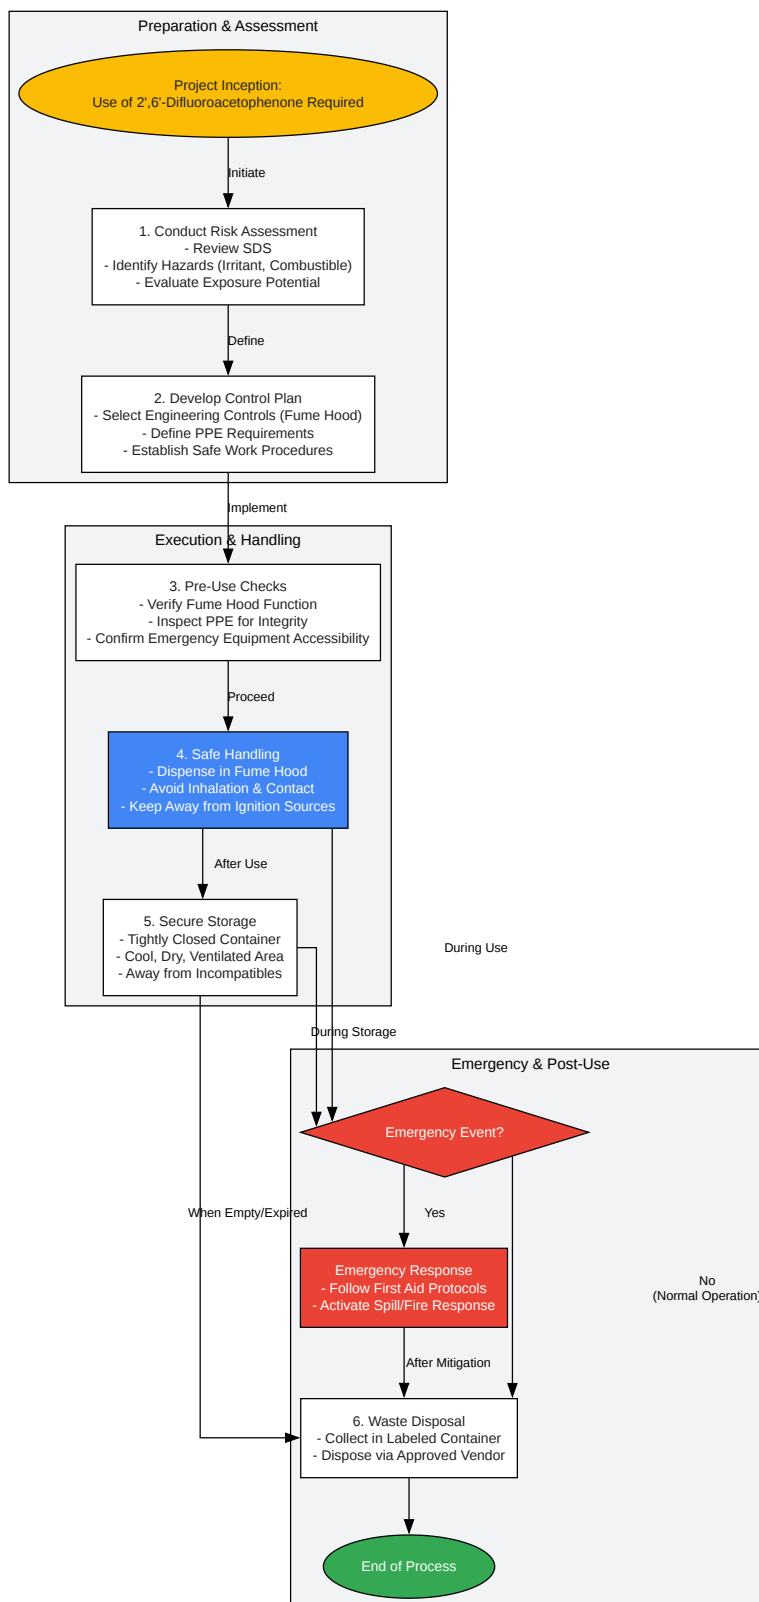 Preparation & Assessment
Project Inception:
Use of 2',6'-Difluoroacetophenone Required
Initiate
1. Conduct Risk Assessment
- Review SDS
- Identify Hazards (Irritant, Combustible)
- Evaluate Exposure Potential
Define
2. Develop Control Plan
- Select Engineering Controls (Fume Hood)
- Define PPE Requirements
- Establish Safe Work Procedures
Implement
Execution & Handling
3. Pre-Use Checks
- Verify Fume Hood Function
- Inspect PPE for Integrity
- Confirm Emergency Equipment Accessibility
Proceed
4. Safe Handling
- Dispense in Fume Hood
- Avoid Inhalation & Contact
- Keep Away from Ignition Sources
After Use
5. Secure Storage
- Tightly Closed Container
- Cool, Dry, Ventilated Area
- Away from Incompatibles
During Use
During Storage
Emergency & Post-Use
Emergency Event?
When Empty/Expired
Yes
Emergency Response
- Follow First Aid Protocols
- Activate Spill/Fire Response
No
(Normal Operation)
After Mitigation
6. Waste Disposal
- Collect in Labeled Container
- Dispose via Approved Vendor
End of Process